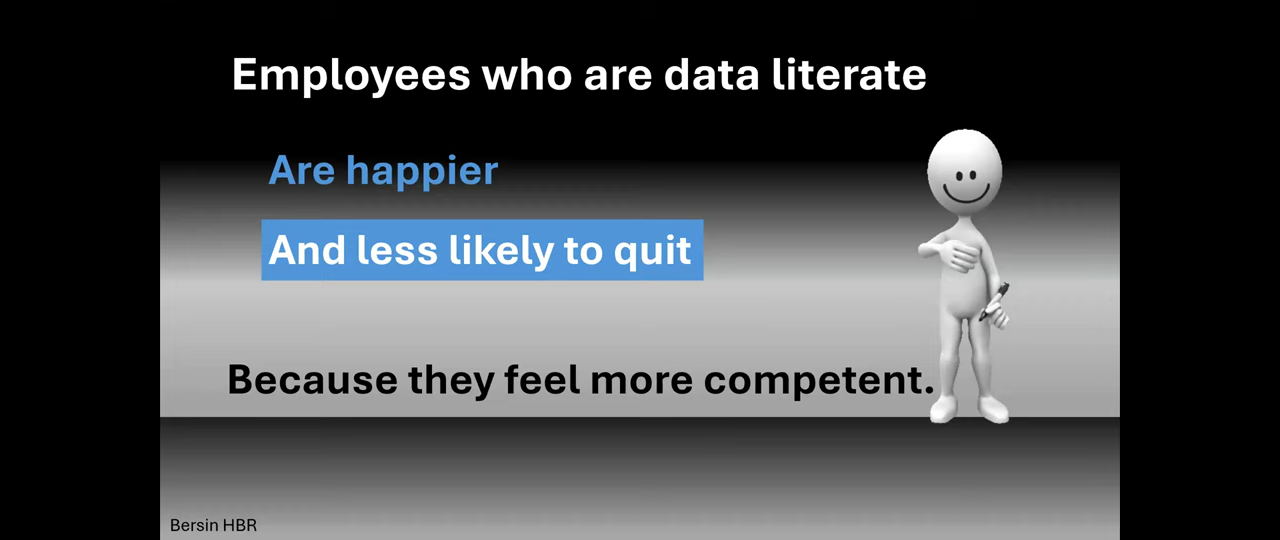 Employees who are data literate
Are happier
And less likely to quit
Because they feel more competent.
Bersin HBR